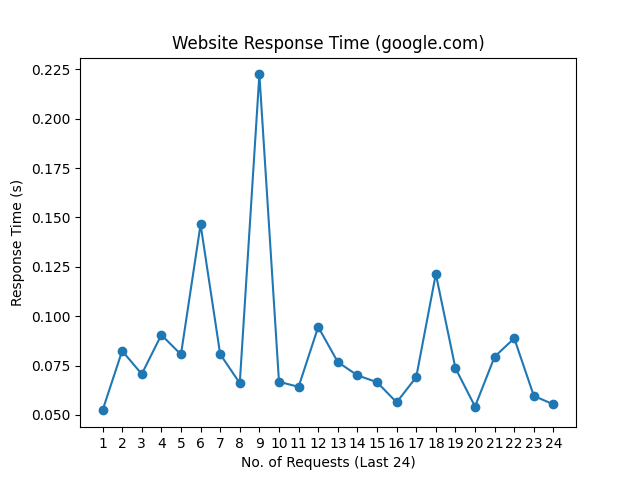 Website Response Time (google.com)
Response Time (s)
0.225
0.200
0.175
0.150
0.125
0.100
0.075
0.050
1 2 3 4 5 6 7 8 9 10 11 12 13 14 15 16 17 18 19 20 21 22 23 24
No. of Requests (Last 24)